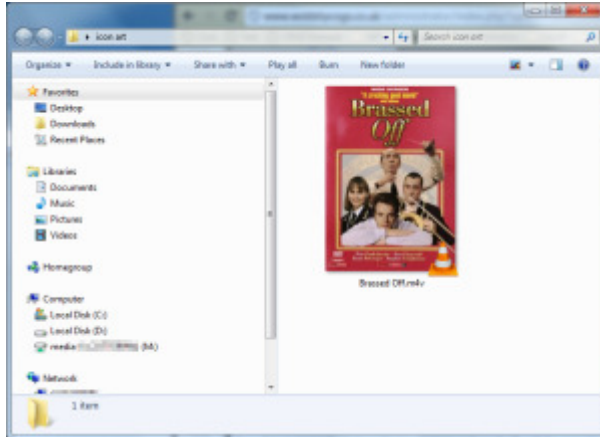 icon art
Search icon art
Organize
Include in library
Share with
Play all
Burn
New folder
Favorites
Desktop
Downloads
Recent Places
Libraries
Documents
Music
Pictures
Videos
Homegroup
Computer
Local Disk (C:)
Local Disk (D:)
media
Network
Brassed
Off
Brassed Off.m4v
1 item